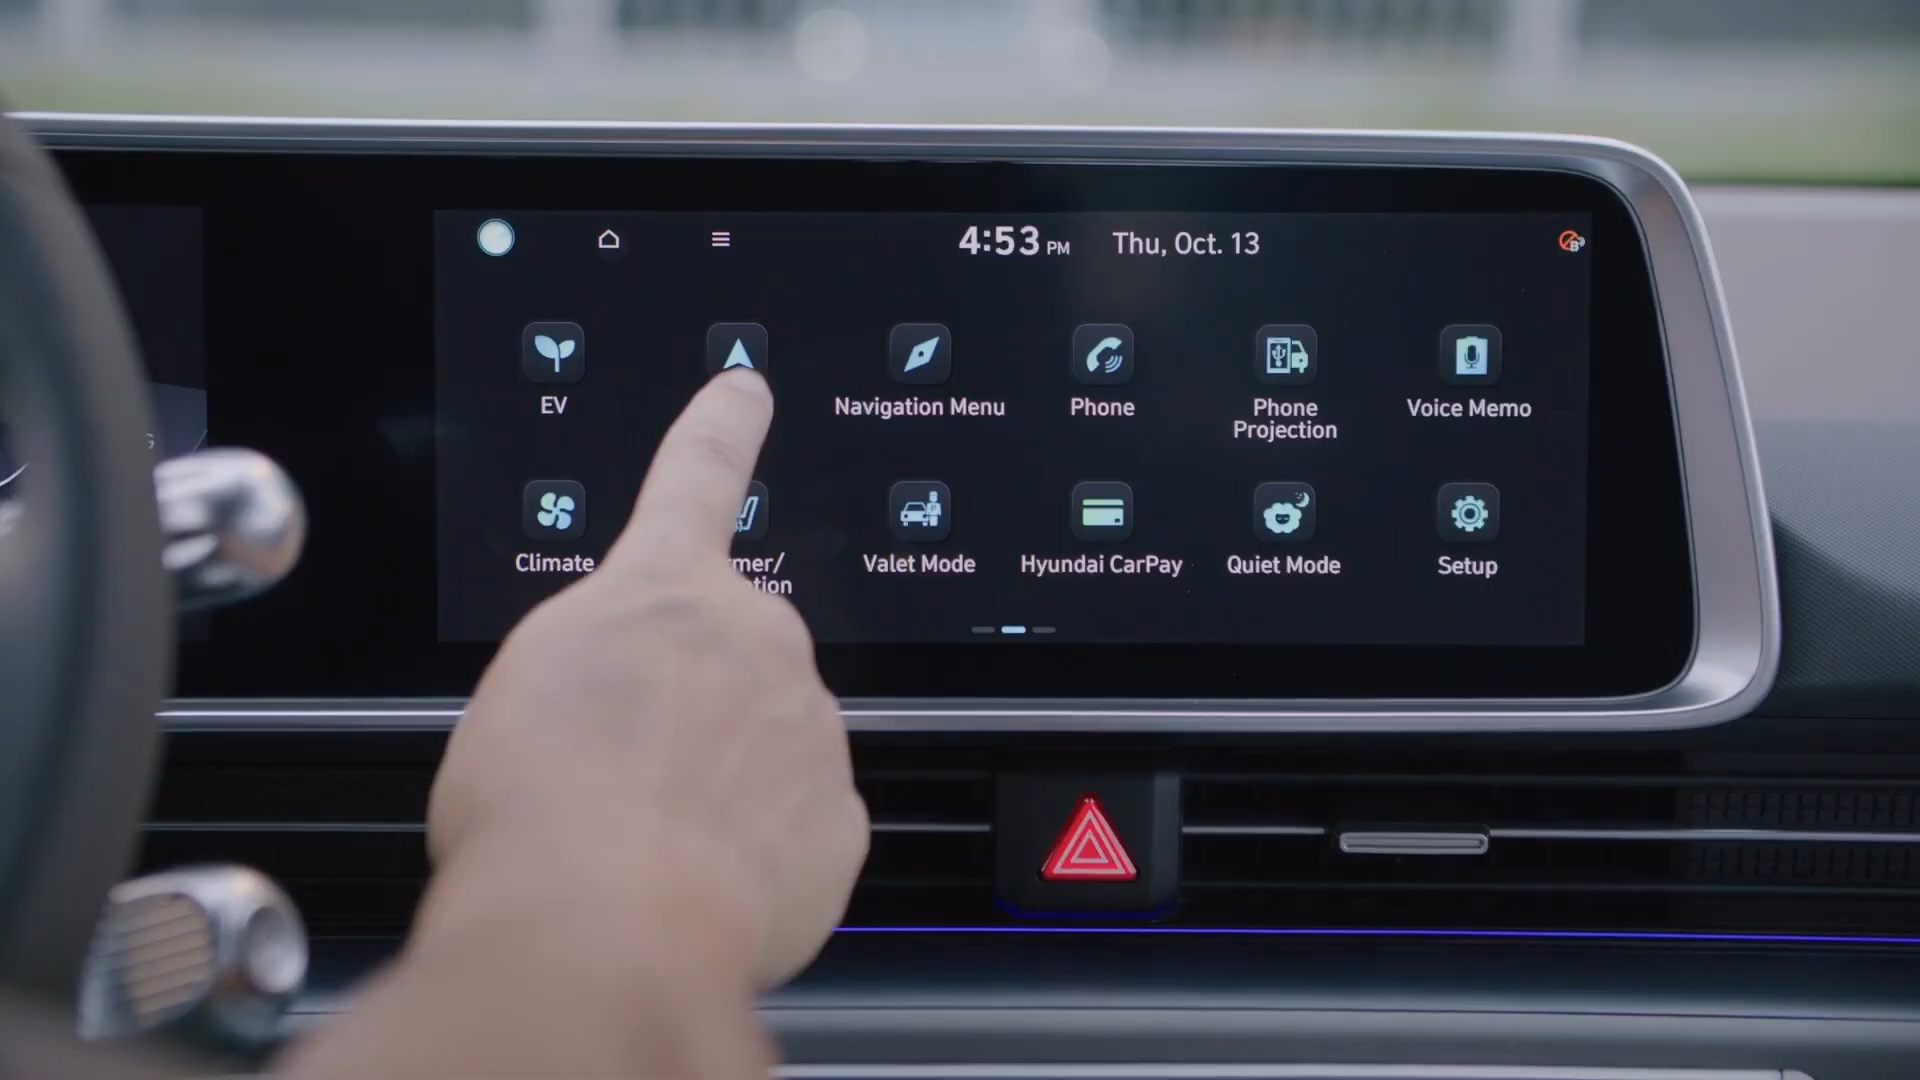 4:53 PM Thu, Oct. 13
EV
Navigation Menu
Phone
Phone
Projection
Voice Memo
Climate
Valet Mode
Hyundai CarPay
Quiet Mode
Setup